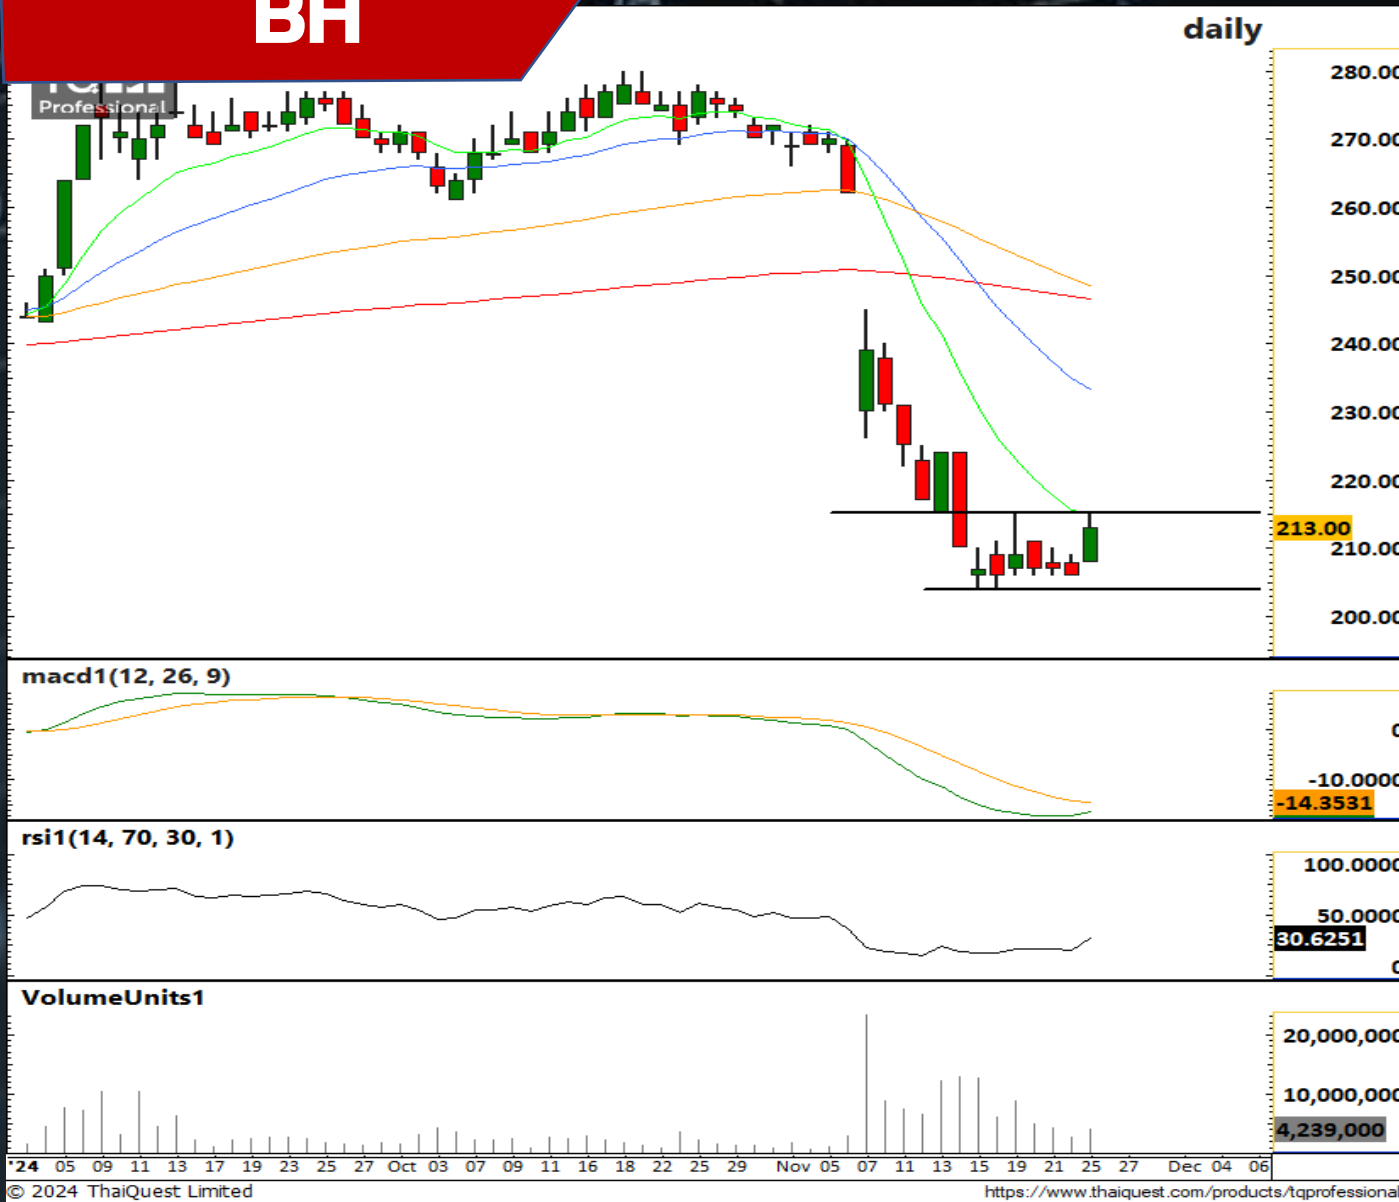 BH
daily
Professional
280.00
270.00
260.00
250.00
240.00
230.00
220.00
213.00
210.00
200.00
macd1(12, 26, 9)
0
-10.0000
-14.3531
rsi1(14, 70, 30, 1)
100.0000
50.0000
30.6251
0
VolumeUnits1
20,000,000
10,000,000
4,239,000
'24 05 09 11 13 17 19 23 25 27 Oct 03 07 09 11 16 18 22 25 29 Nov 05 07 11 13 15 19 21 25 27 Dec 04 06
© 2024 ThaiQuest Limited https://www.thaiquest.com/products/tqprofessional